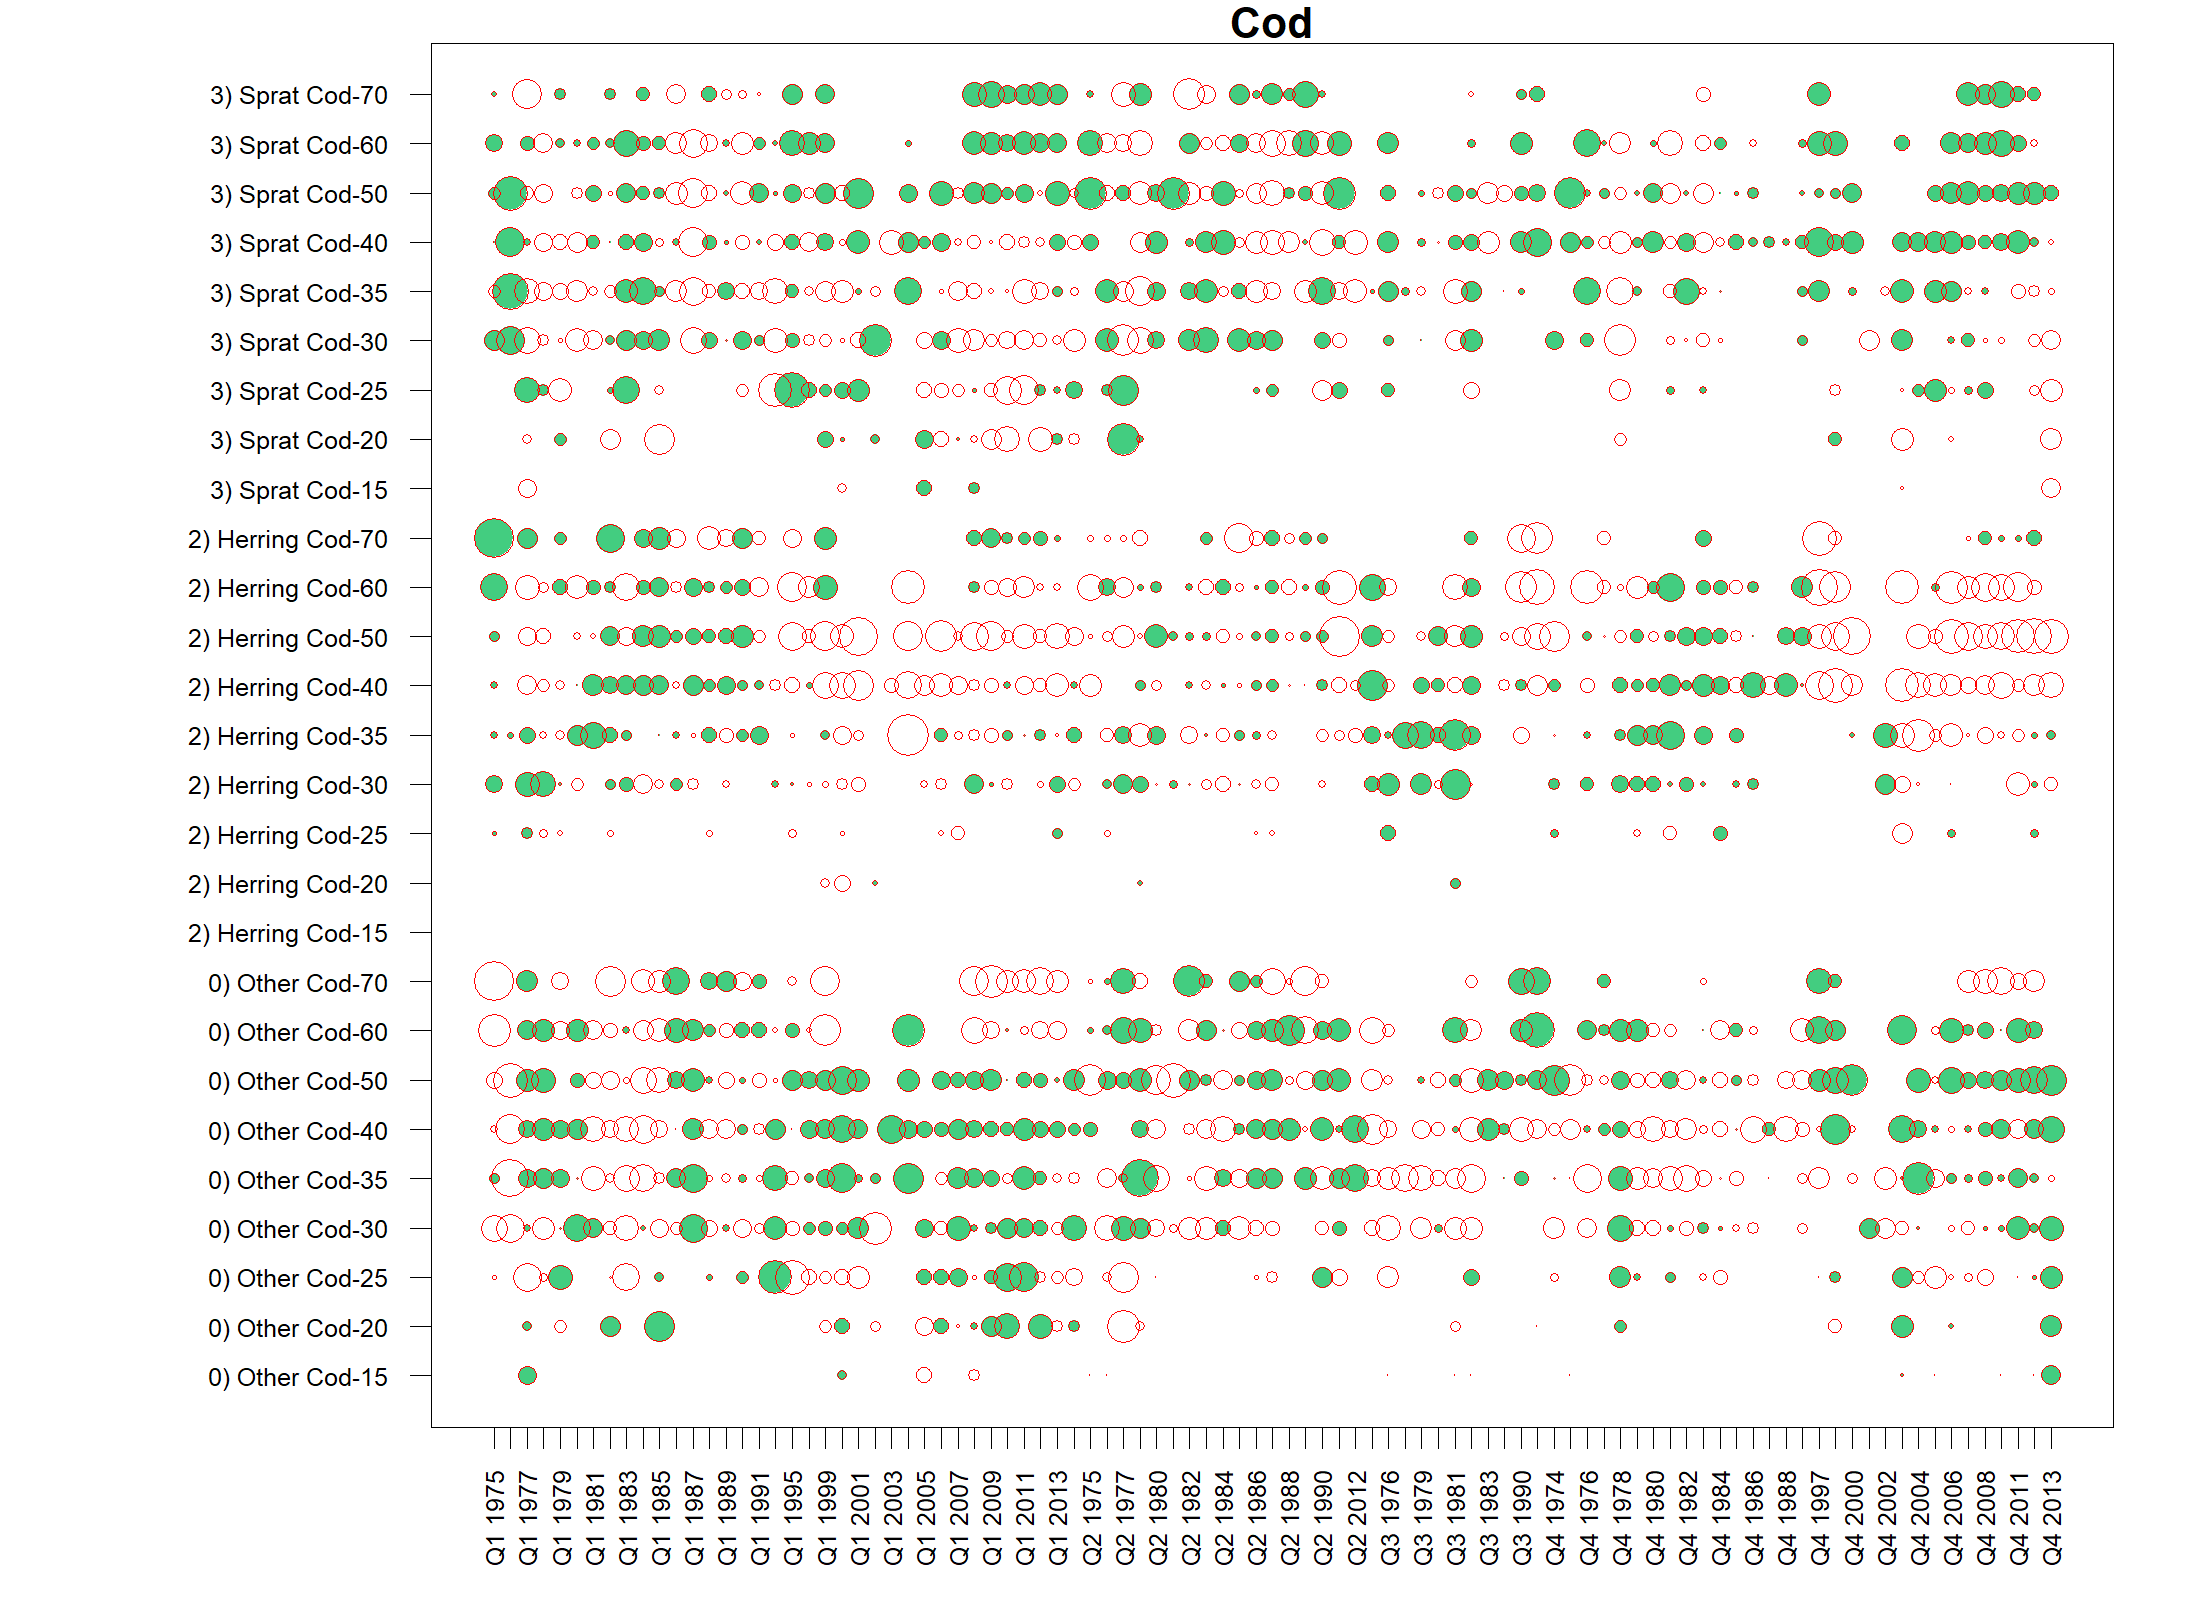 Cod
3) Sprat Cod-70
3) Sprat Cod-60
3) Sprat Cod-50
3) Sprat Cod-40
3) Sprat Cod-35
3) Sprat Cod-30
3) Sprat Cod-25
3) Sprat Cod-20
3) Sprat Cod-15
2) Herring Cod-70
2) Herring Cod-60
2) Herring Cod-50
2) Herring Cod-40
2) Herring Cod-35
2) Herring Cod-30
2) Herring Cod-25
2) Herring Cod-20
2) Herring Cod-15
0) Other Cod-70
0) Other Cod-60
0) Other Cod-50
0) Other Cod-40
0) Other Cod-35
0) Other Cod-30
0) Other Cod-25
0) Other Cod-20
0) Other Cod-15
Q1 1975
Q1 1977
Q1 1979
Q1 1981
Q1 1983
Q1 1985
Q1 1987
Q1 1989
Q1 1991
Q1 1995
Q1 1999
Q1 2001
Q1 2003
Q1 2005
Q1 2007
Q1 2009
Q1 2011
Q1 2013
Q2 1975
Q2 1977
Q2 1980
Q2 1982
Q2 1984
Q2 1986
Q2 1988
Q2 1990
Q2 2012
Q3 1976
Q3 1979
Q3 1981
Q3 1983
Q3 1990
Q4 1974
Q4 1976
Q4 1978
Q4 1980
Q4 1982
Q4 1984
Q4 1986
Q4 1988
Q4 1997
Q4 2000
Q4 2002
Q4 2004
Q4 2006
Q4 2008
Q4 2011
Q4 2013